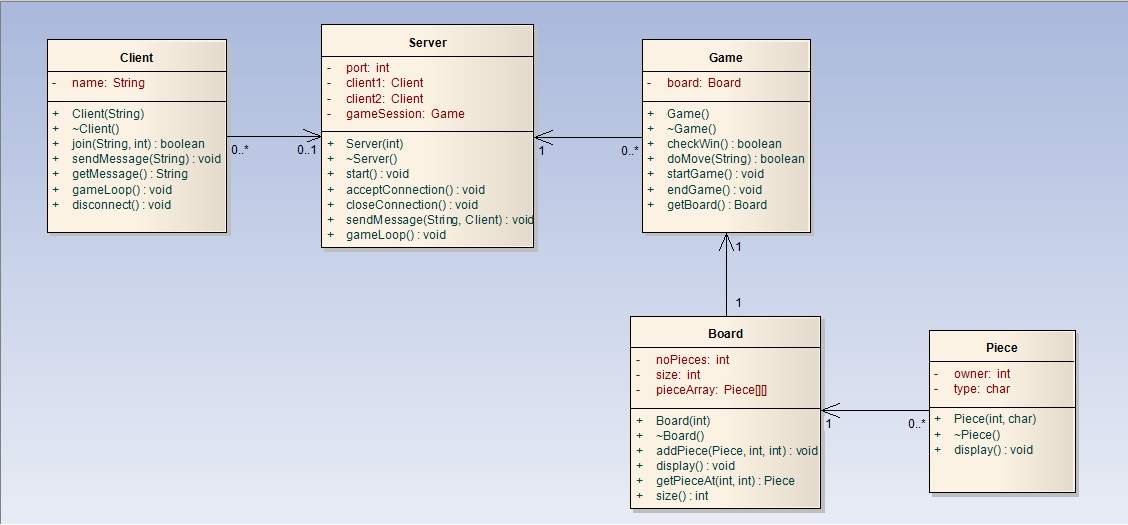 Client
- name: String
+ Client(String)
+ ~Client()
+ join(String, int) : boolean
+ sendMessage(String) : void
+ getMessage() : String
+ gameLoop() : void
+ disconnect() : void
0..*
0..1
Server
- port: int
- client1: Client
- client2: Client
- gameSession: Game
+ Server(int)
+ ~Server()
+ start() : void
+ acceptConnection() : void
+ closeConnection() : void
+ sendMessage(String, Client) : void
+ gameLoop() : void
1
0..*
Game
- board: Board
+ Game()
+ ~Game()
+ checkWin() : boolean
+ doMove(String) : boolean
+ startGame() : void
+ endGame() : void
+ getBoard() : Board
1
1
Board
- noPieces: int
- size: int
- pieceArray: Piece[][]
+ Board(int)
+ ~Board()
+ addPiece(Piece, int, int) : void
+ display() : void
+ getPieceAt(int, int) : Piece
+ size() : int
1
0..*
Piece
- owner: int
- type: char
+ Piece(int, char)
+ ~Piece()
+ display() : void